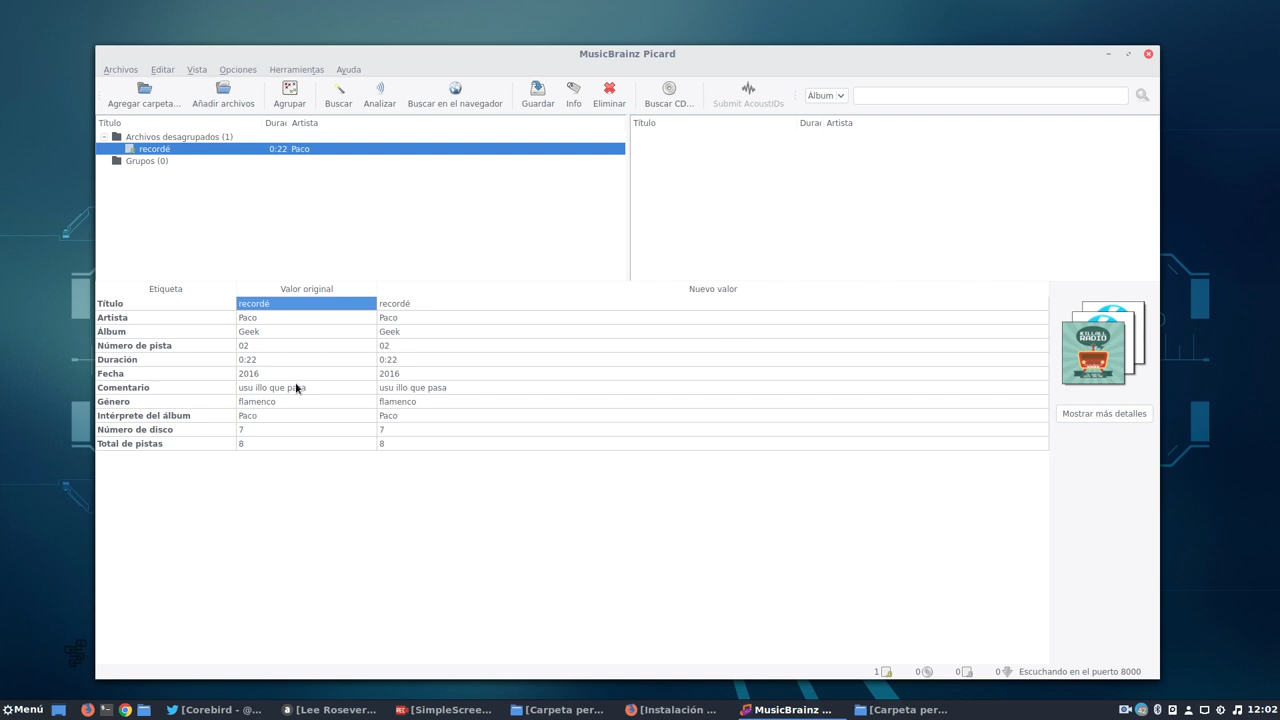 MusicBrainz Picard
Archivos Editar Vista Opciones Herramientas Ayuda
Agregar carpeta... Añadir archivos Agrupar Buscar Analizar Buscar en el navegador Guardar Info Eliminar Buscar CD... Submit AcoustIDs Álbum
Título Durac Artista Título Durac Artista
Archivos desagrupados (1)
recordé 0:22 Paco
Grupos (0)
Etiqueta Valor original Nuevo valor
Título recordé recordé
Artista Paco Paco
Álbum Geek Geek
Número de pista 02 02
Duración 0:22 0:22
Fecha 2016 2016
Comentario usu illo que pasa usu illo que pasa
Género flamenco flamenco
Intérprete del álbum Paco Paco
Número de disco 7 7
Total de pistas 8 8
KILLALL RADIO
Mostrar más detalles
1 0 0 0 Escuchando en el puerto 8000
Menú [Corebird - @... [Lee Rosever... [SimpleScree... [Carpeta per... [Instalación ... MusicBrainz ... [Carpeta per... 12:02